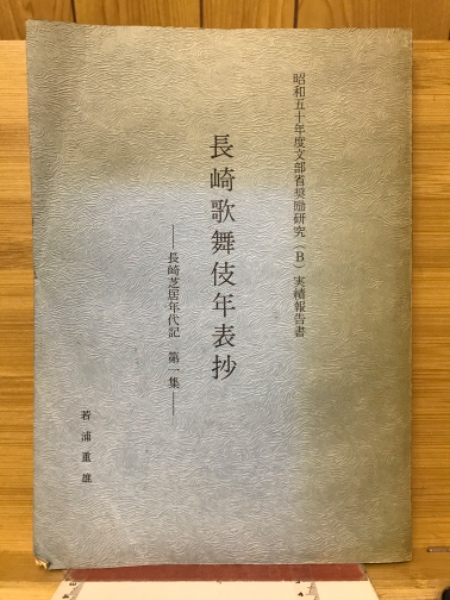 昭和五十年度文部省奨励研究（B）実績報告書
長崎歌舞伎年表抄
――長崎芝居年代記　第一集――
若浦重雄